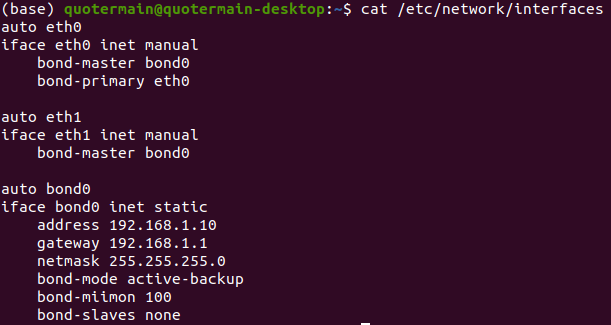 (base) quotermain@quotermain-desktop:~$ cat /etc/network/interfaces
auto eth0
iface eth0 inet manual
    bond-master bond0
    bond-primary eth0

auto eth1
iface eth1 inet manual
    bond-master bond0

auto bond0
iface bond0 inet static
    address 192.168.1.10
    gateway 192.168.1.1
    netmask 255.255.255.0
    bond-mode active-backup
    bond-miimon 100
    bond-slaves none